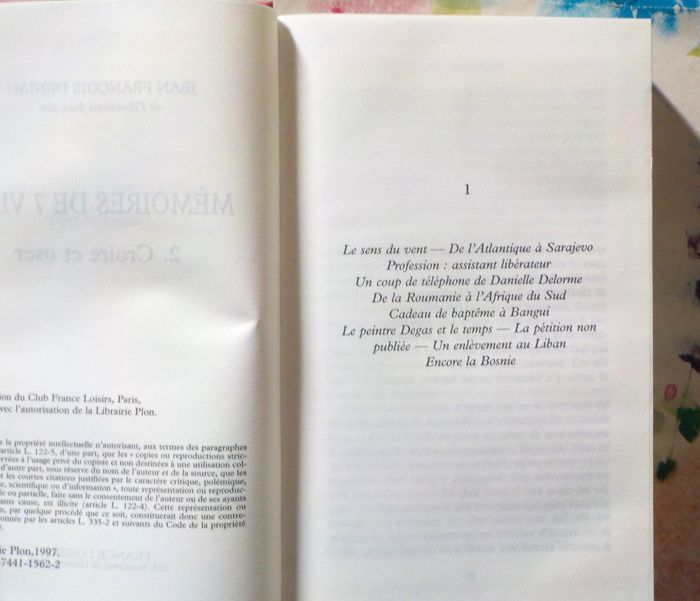 JEAN FRANÇOIS DENIAU
de l'Académie française
MÉMOIRES DE 7 VI
2. Croire et oser
ion du Club France Loisirs, Paris,
vec l'autorisation de la Librairie Plon.
la propriété intellectuelle n'autorisant, aux termes des paragraphes
article L. 122-5, d'une part, que les « copies ou reproductions stric-
ervées à l'usage privé du copiste et non destinées à une utilisation col-
d'autre part, sous réserve du nom de l'auteur et de la source, que les
et les courtes citations justifiées par le caractère critique, polémique,
e, scientifique ou d'information », toute représentation ou reproduc-
le ou partielle, faite sans le consentement de l'auteur ou de ses ayants
ants cause, est illicite (article L. 122-4). Cette représentation ou
n, par quelque procédé que ce soit, constituerait donc une contre-
onnée par les articles L. 335-2 et suivants du Code de la propriété
ie Plon,1997.
-7441-1562-2
1
Le sens du vent — De l'Atlantique à Sarajevo
Profession : assistant libérateur
Un coup de téléphone de Danielle Delorme
De la Roumanie à l'Afrique du Sud
Cadeau de baptême à Bangui
Le peintre Degas et le temps — La pétition non
publiée — Un enlèvement au Liban
Encore la Bosnie